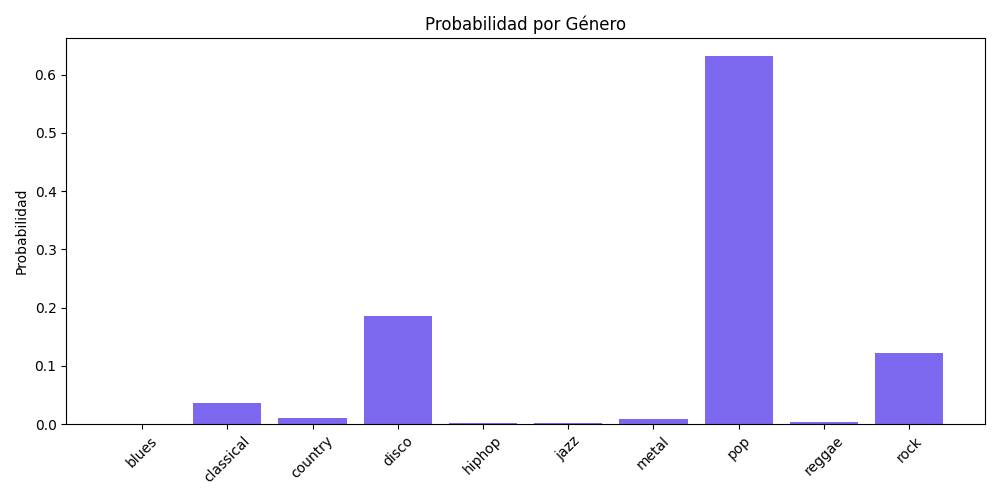 Probabilidad por Género
Probabilidad
0.6
0.5
0.4
0.3
0.2
0.1
0.0
blues
classical
country
disco
hiphop
jazz
metal
pop
reggae
rock